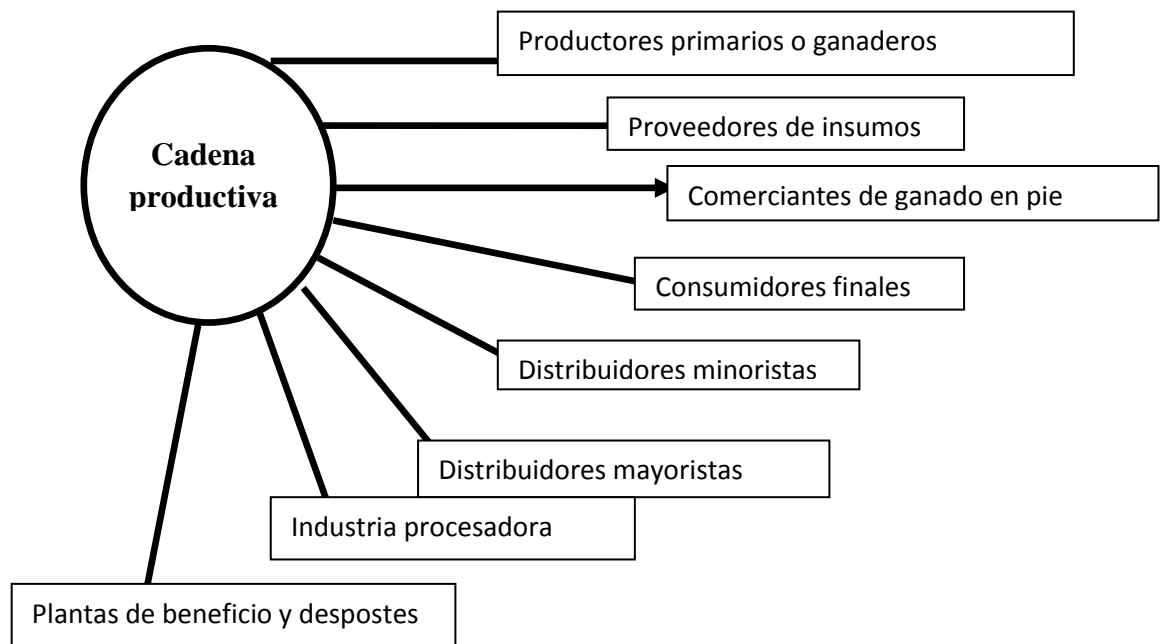 Productores primarios o ganaderos
Proveedores de insumos
Cadena
productiva
Comerciantes de ganado en pie
Consumidores finales
Distribuidores minoristas
Distribuidores mayoristas
Industria procesadora
Plantas de beneficio y despostes